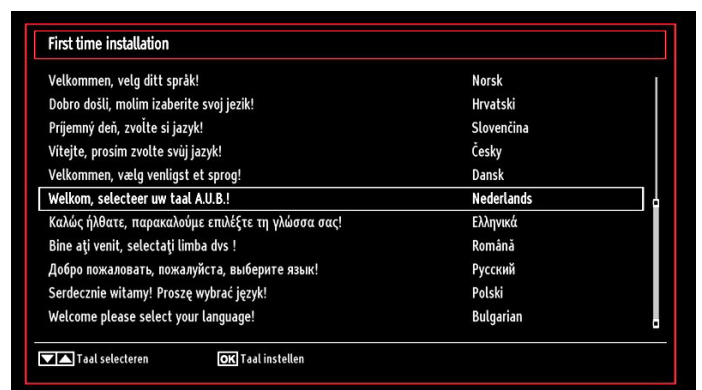 First time installation
Velkommen, velg ditt språk! Norsk
Dobro došli, molim izaberite svoj jezik! Hrvatski
Príjemný deň, zvoľte si jazyk! Slovenčina
Vítejte, prosím zvolte svůj jazyk! Česky
Velkommen, vælg venligst et sprog! Dansk
Welkom, selecteer uw taal A.U.B.! Nederlands
Καλώς ήλθατε, παρακαλούμε επιλέξτε τη γλώσσα σας! Ελληνικά
Bine aţi venit, selectaţi limba dvs ! Română
Добро пожаловать, пожалуйста, выберите язык! Русский
Serdecznie witamy! Proszę wybrać język! Polski
Welcome please select your language! Bulgarian
Taal selecteren OK Taal instellen